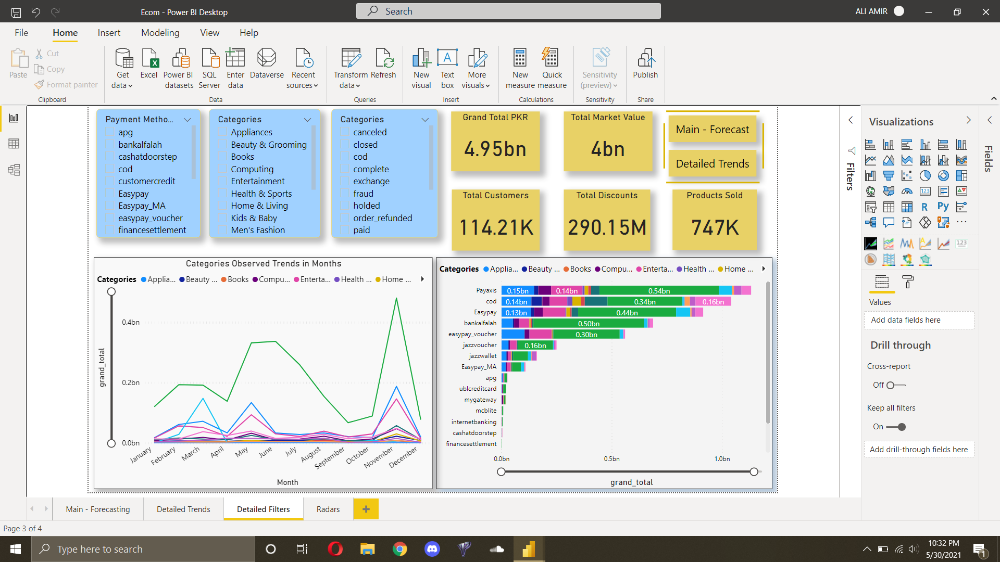 Ecom - Power BI Desktop
Search
ALI AMIR
File
Home
Insert
Modeling
View
Help
Paste
Cut
Copy
Format painter
Clipboard
Get data
Excel
Power BI datasets
SQL Server
Enter data
Dataverse
Recent sources
Data
Transform data
Refresh
Queries
New visual
Text box
More visuals
Insert
New measure
Quick measure
Calculations
Sensitivity (preview)
Sensitivity
Publish
Share
Payment Metho...
apg
bankalfalah
cashatdoorstep
cod
customercredit
Easypay
Easypay_MA
easypay_voucher
financesettlement
Categories
Appliances
Beauty & Grooming
Books
Computing
Entertainment
Health & Sports
Home & Living
Kids & Baby
Men's Fashion
Categories
canceled
closed
cod
complete
exchange
fraud
holded
order_refunded
paid
Grand Total PKR
4.95bn
Total Market Value
4bn
Main - Forecast
Detailed Trends
Total Customers
114.21K
Total Discounts
290.15M
Products Sold
747K
Categories Observed Trends in Months
Categories Applia... Beauty ... Books Compu... Enterta... Health ... Home ...
grand_total
0.4bn
0.2bn
0.0bn
January
February
March
April
May
June
July
August
September
October
November
December
Month
Categories Applia... Beauty ... Books Compu... Enterta... Health ... Home ...
Payaxis 0.15bn 0.14bn 0.54bn
cod 0.14bn 0.34bn 0.16bn
Easypay 0.13bn 0.44bn
bankalfalah 0.50bn
easypay_voucher 0.30bn
jazzvoucher 0.16bn
jazzwallet
Easypay_MA
apg
ublcreditcard
mygateway
mcblite
internetbanking
cashatdoorstep
financesettlement
0.0bn 0.5bn 1.0bn
grand_total
Filters
Visualizations
123
R
Py
123
Values
Add data fields here
Drill through
Cross-report
Off
Keep all filters
On
Add drill-through fields here
Fields
Main - Forecasting
Detailed Trends
Detailed Filters
Radars
Page 3 of 4
Type here to search
10:32 PM
5/30/2021
1